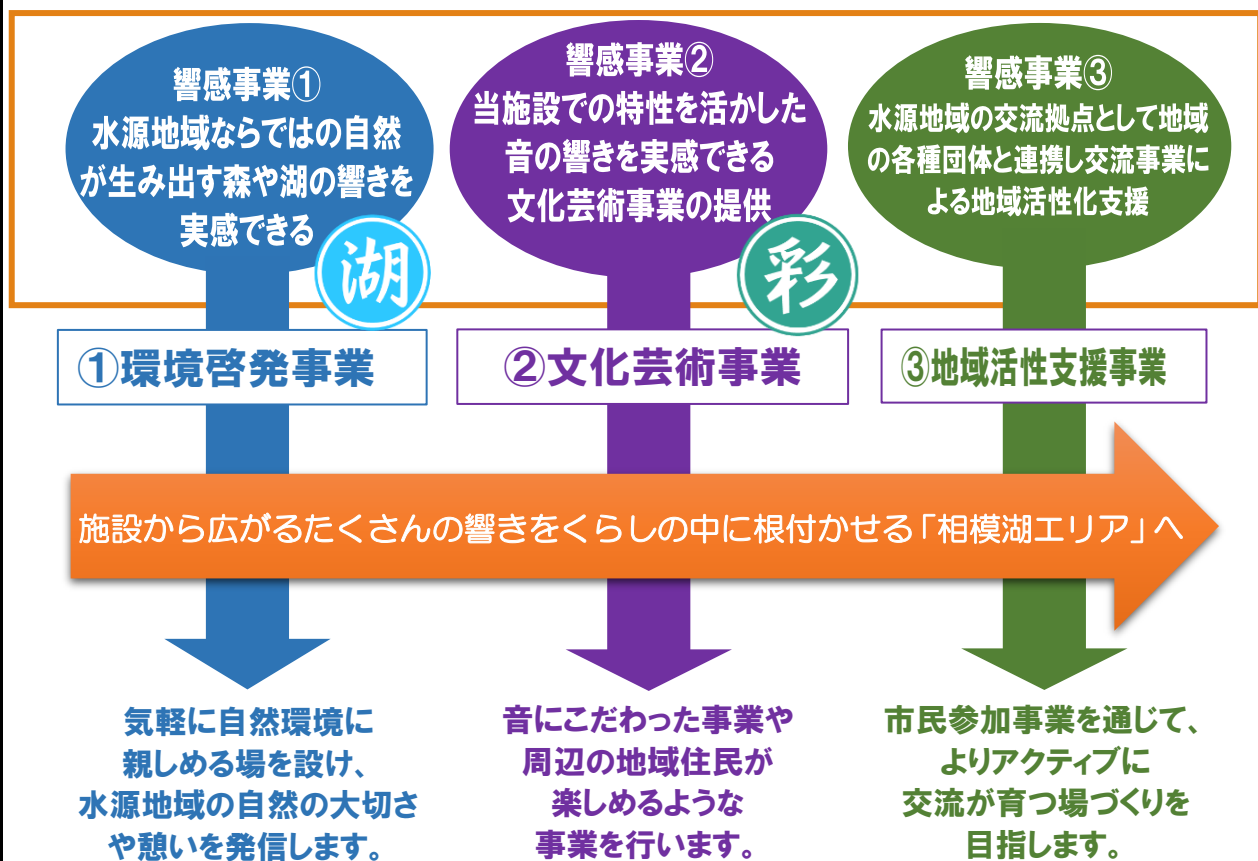 響感事業①
水源地域ならではの自然
が生み出す森や湖の響きを
実感できる
湖
響感事業②
当施設での特性を活かした
音の響きを実感できる
文化芸術事業の提供
彩
響感事業③
水源地域の交流拠点として地域
の各種団体と連携し交流事業に
よる地域活性化支援
①環境啓発事業
②文化芸術事業
③地域活性支援事業
施設から広がるたくさんの響きをくらしの中に根付かせる「相模湖エリア」へ
気軽に自然環境に
親しめる場を設け、
水源地域の自然の大切さ
や憩いを発信します。
音にこだわった事業や
周辺の地域住民が
楽しめるような
事業を行います。
市民参加事業を通じて、
よりアクティブに
交流が育つ場づくりを
目指します。